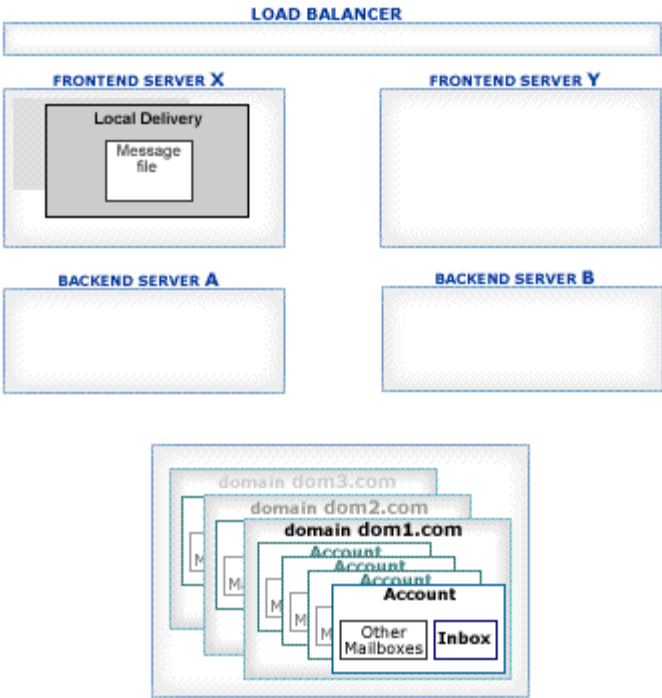 LOAD BALANCER
FRONTEND SERVER X
FRONTEND SERVER Y
Local Delivery
Message
file
BACKEND SERVER A
BACKEND SERVER B
domain dom3.com
domain dom2.com
domain dom1.com
Account
Account
Account
Account
M
M
M
M
M
Other
Mailboxes
Inbox